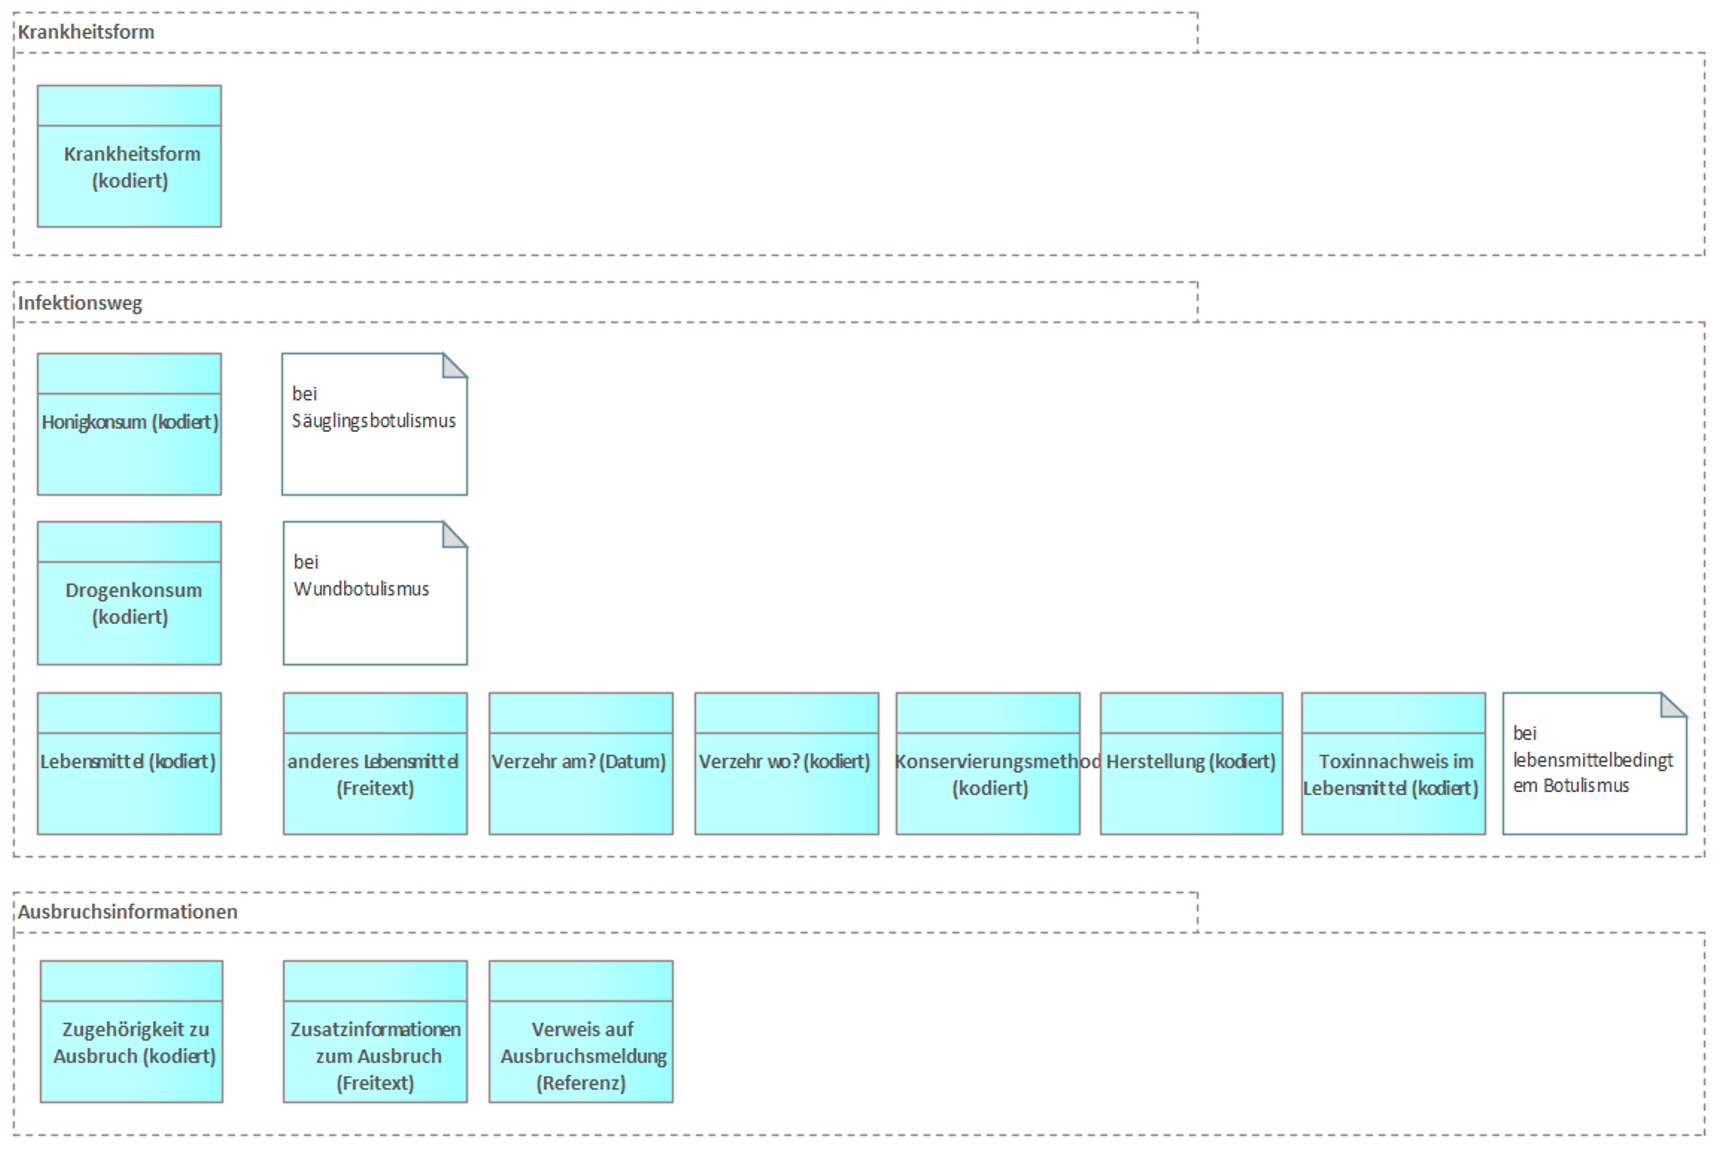 Krankheitsform
Krankheitsform
(kodiert)
Infektionsweg
Honigkonsum (kodiert)
bei
Säuglingsbotulismus
Drogenkonsum
(kodiert)
bei
Wundbotulismus
Lebensmittel (kodiert)
anderes Lebensmittel
(Freitext)
Verzehr am? (Datum)
Verzehr wo? (kodiert)
Konservierungsmethod
(kodiert)
Herstellung (kodiert)
Toxinnachweis im
Lebensmittel (kodiert)
bei
lebensmittelbedingt
em Botulismus
Ausbruchsinformationen
Zugehörigkeit zu
Ausbruch (kodiert)
Zusatzinformationen
zum Ausbruch
(Freitext)
Verweis auf
Ausbruchsmeldung
(Referenz)